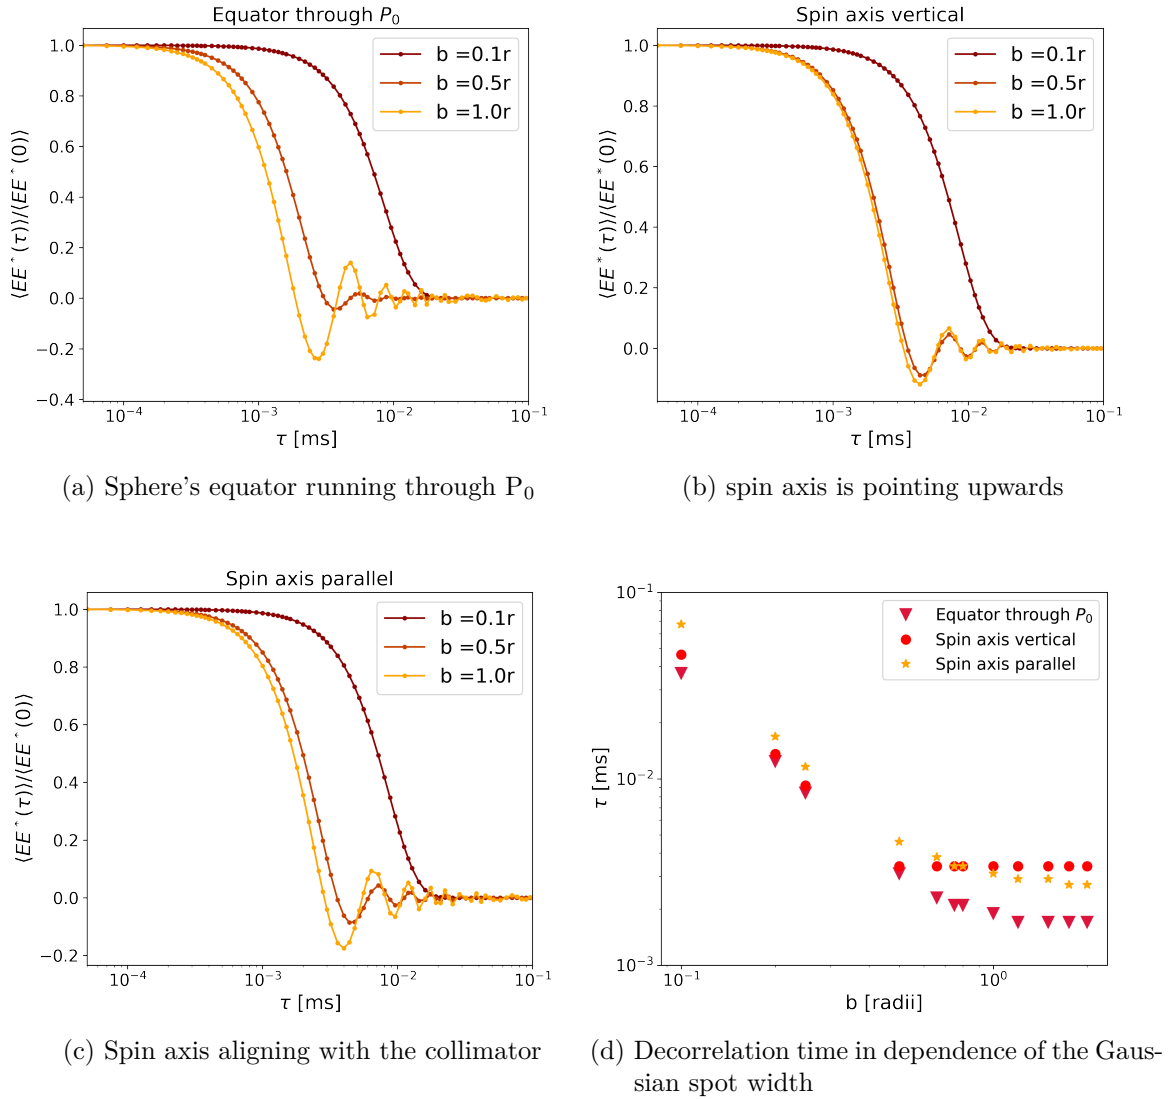 Equator through P₀
1.0
0.8
0.6
0.4
0.2
0.0
−0.2
−0.4
⟨EE*(τ)⟩/⟨EE*(0)⟩
b =0.1r
b =0.5r
b =1.0r
10⁻⁴
10⁻³
10⁻²
10⁻¹
τ [ms]
(a) Sphere's equator running through P₀
Spin axis vertical
1.0
0.8
0.6
0.4
0.2
0.0
⟨EE*(τ)⟩/⟨EE*(0)⟩
b =0.1r
b =0.5r
b =1.0r
10⁻⁴
10⁻³
10⁻²
10⁻¹
τ [ms]
(b) spin axis is pointing upwards
Spin axis parallel
1.0
0.8
0.6
0.4
0.2
0.0
−0.2
⟨EE*(τ)⟩/⟨EE*(0)⟩
b =0.1r
b =0.5r
b =1.0r
10⁻⁴
10⁻³
10⁻²
10⁻¹
τ [ms]
(c) Spin axis aligning with the collimator
10⁻¹
10⁻²
10⁻³
τ [ms]
Equator through P₀
Spin axis vertical
Spin axis parallel
10⁻¹
10⁰
b [radii]
(d) Decorrelation time in dependence of the Gaus-
sian spot width